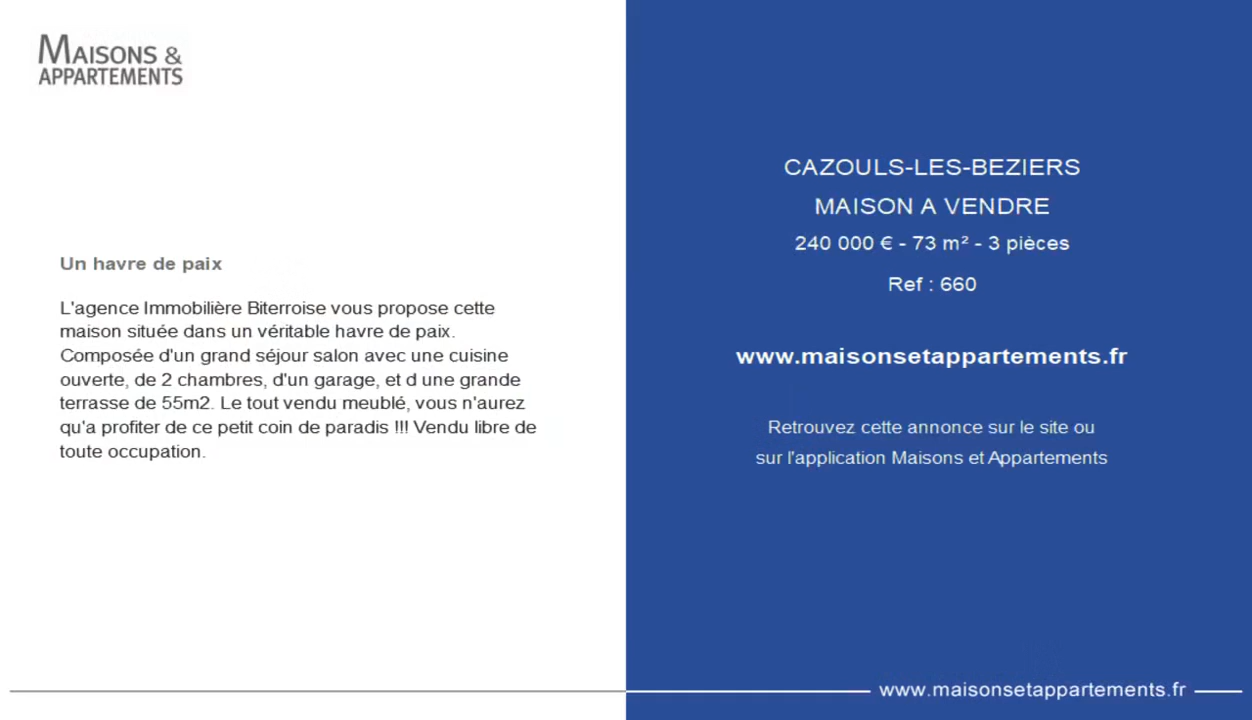 MAISONS &
APPARTEMENTS
Un havre de paix
L'agence Immobilière Biterroise vous propose cette
maison située dans un véritable havre de paix.
Composée d'un grand séjour salon avec une cuisine
ouverte, de 2 chambres, d'un garage, et d une grande
terrasse de 55m2. Le tout vendu meublé, vous n'aurez
qu'a profiter de ce petit coin de paradis !!! Vendu libre de
toute occupation.
CAZOULS-LES-BEZIERS
MAISON A VENDRE
240 000 € - 73 m² - 3 pièces
Ref : 660
www.maisonsetappartements.fr
Retrouvez cette annonce sur le site ou
sur l'application Maisons et Appartements
www.maisonsetappartements.fr